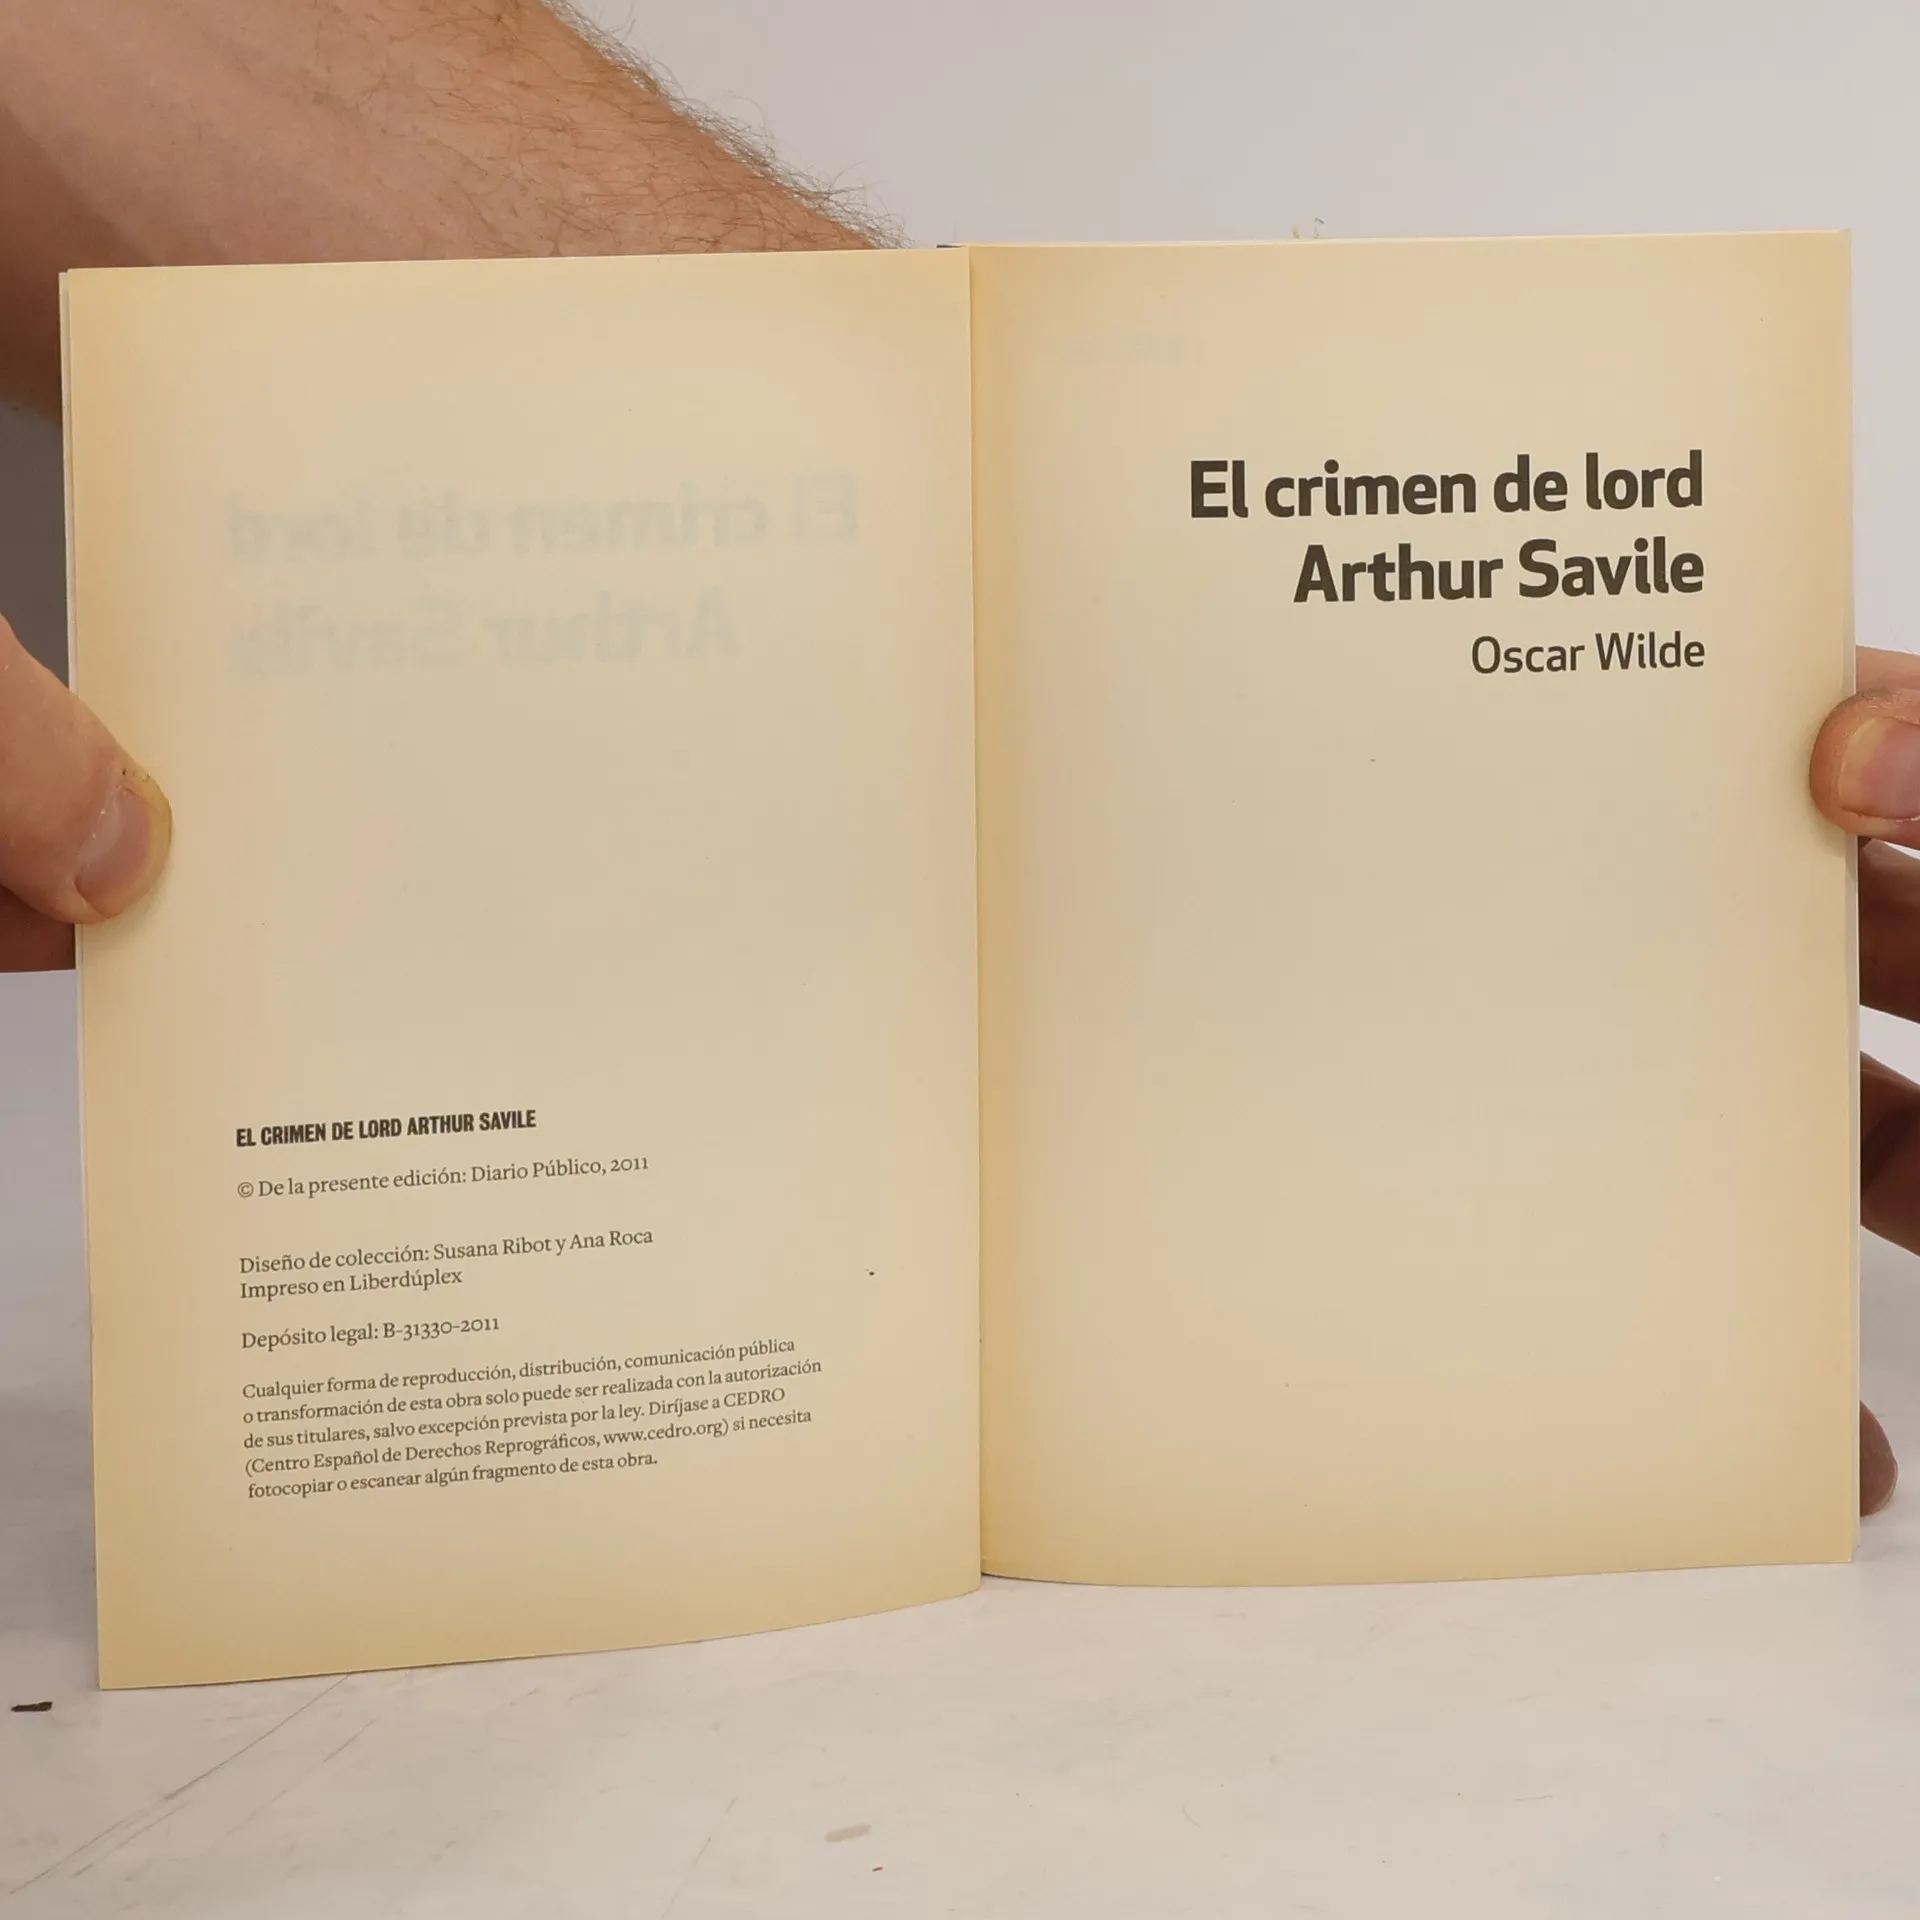 EL CRIMEN DE LORD ARTHUR SAVILE
© De la presente edición: Diario Público, 2011
Diseño de colección: Susana Ribot y Ana Roca
Impreso en Liberdúplex
Depósito legal: B-31330-2011
Cualquier forma de reproducción, distribución, comunicación pública
o transformación de esta obra solo puede ser realizada con la autorización
de sus titulares, salvo excepción prevista por la ley. Diríjase a CEDRO
(Centro Español de Derechos Reprográficos, www.cedro.org) si necesita
fotocopiar o escanear algún fragmento de esta obra.
El crimen de lord
Arthur Savile
Oscar Wilde